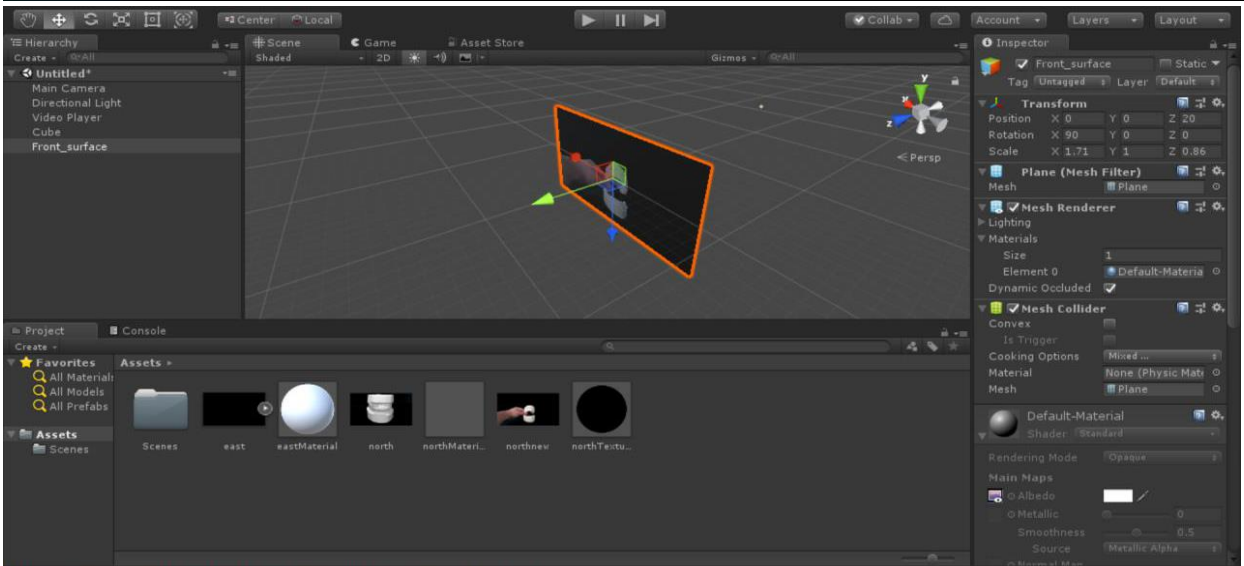 Center Local
Collab
Account
Layers
Layout
Hierarchy
Create All
Untitled*
Main Camera
Directional Light
Video Player
Cube
Front_surface
Scene Game Asset Store
Shaded 2D Gizmos All
y
x
z
Persp
Inspector
Front_surface Static
Tag Untagged Layer Default
Transform
Position X 0 Y 0 Z 20
Rotation X 90 Y 0 Z 0
Scale X 1.71 Y 1 Z 0.86
Plane (Mesh Filter)
Mesh Plane
Mesh Renderer
Lighting
Materials
Size 1
Element 0 Default-Materia
Dynamic Occluded
Mesh Collider
Convex
Is Trigger
Cooking Options Mixed ...
Material None (Physic Mate
Mesh Plane
Default-Material
Shader Standard
Rendering Mode Opaque
Main Maps
Albedo
Metallic 0
Smoothness 0.5
Source Metallic Alpha
Normal Map
Project Console
Create
Favorites
All Materials
All Models
All Prefabs
Assets
Scenes
Assets
Scenes east eastMaterial north northMateri... northnew northTextu...